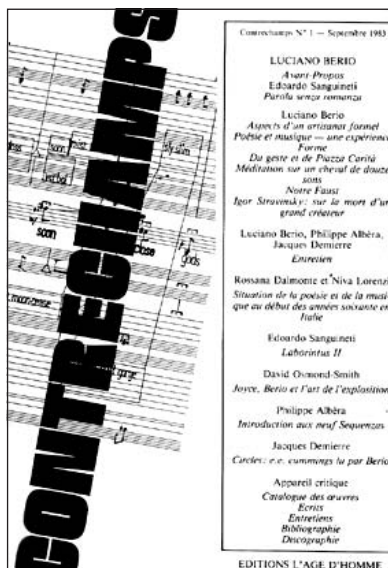 CONTRECHAMPS
soon
gods
Contrechamps N° 1 — Septembre 1983
LUCIANO BERIO
Avant-Propos
Edoardo Sanguineti
Parola senza romanza
Luciano Berio
Aspects d'un artisanat formel
Poésie et musique — une expérience
Forme
Du geste et de Piazza Carità
Méditation sur un cheval de douze
sons
Notre Faust
Igor Stravinsky: sur la mort d'un
grand créateur
Luciano Berio, Philippe Albèra,
Jacques Demierre
Entretien
Rossana Dalmonte et Niva Lorenzi
Situation de la poésie et de la musi-
que au début des années soixante en
Italie
Edoardo Sanguineti
Laborintus II
David Osmond-Smith
Joyce, Berio et l'art de l'explosition
Philippe Albèra
Introduction aux neuf Sequenzas
Jacques Demierre
Circles: e.e. cummings lu par Berio
Appareil critique
Catalogue des œuvres
Ecrits
Entretiens
Bibliographie
Discographie
EDITIONS L'AGE D'HOMME